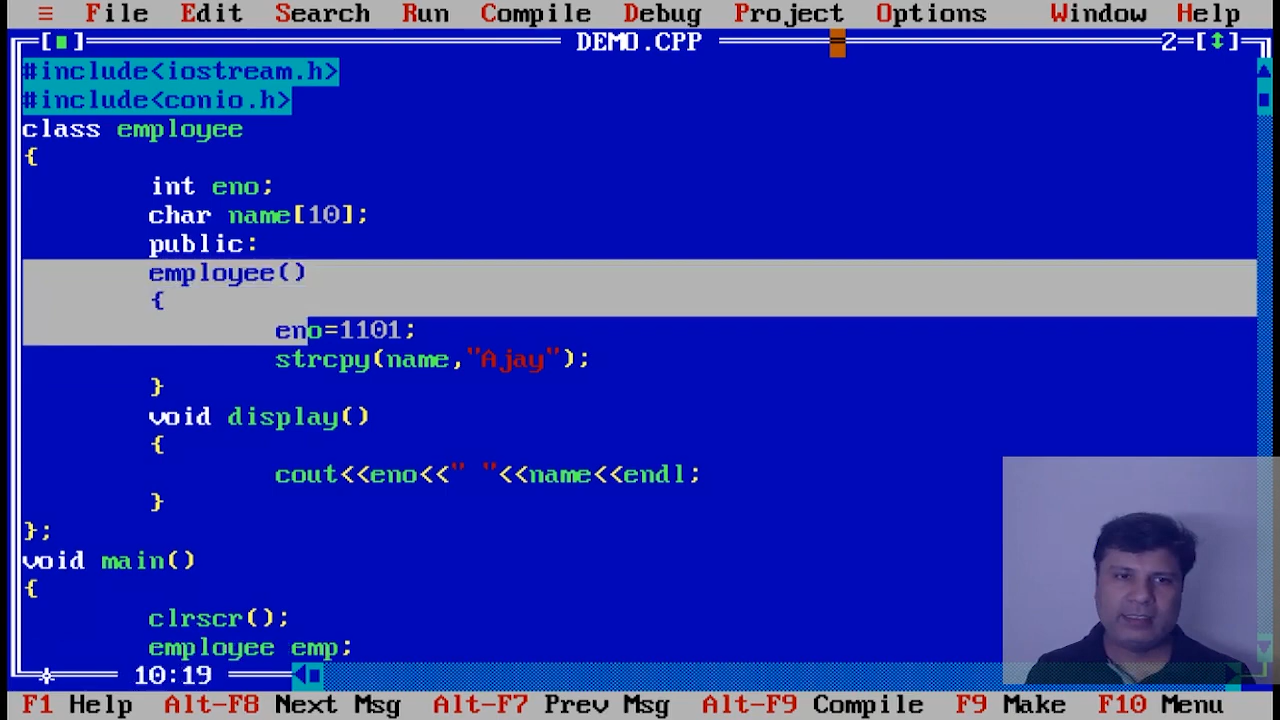 ≡ File Edit Search Run Compile Debug Project Options Window Help
[■] DEMO.CPP 2=[↕]
#include<iostream.h>
#include<conio.h>
class employee
{
int eno;
char name[10];
public:
employee()
{
eno=1101;
strcpy(name,"Ajay");
}
void display()
{
cout<<eno<<" "<<name<<endl;
}
};
void main()
{
clrscr();
employee emp;
10:19
F1 Help Alt-F8 Next Msg Alt-F7 Prev Msg Alt-F9 Compile F9 Make F10 Menu